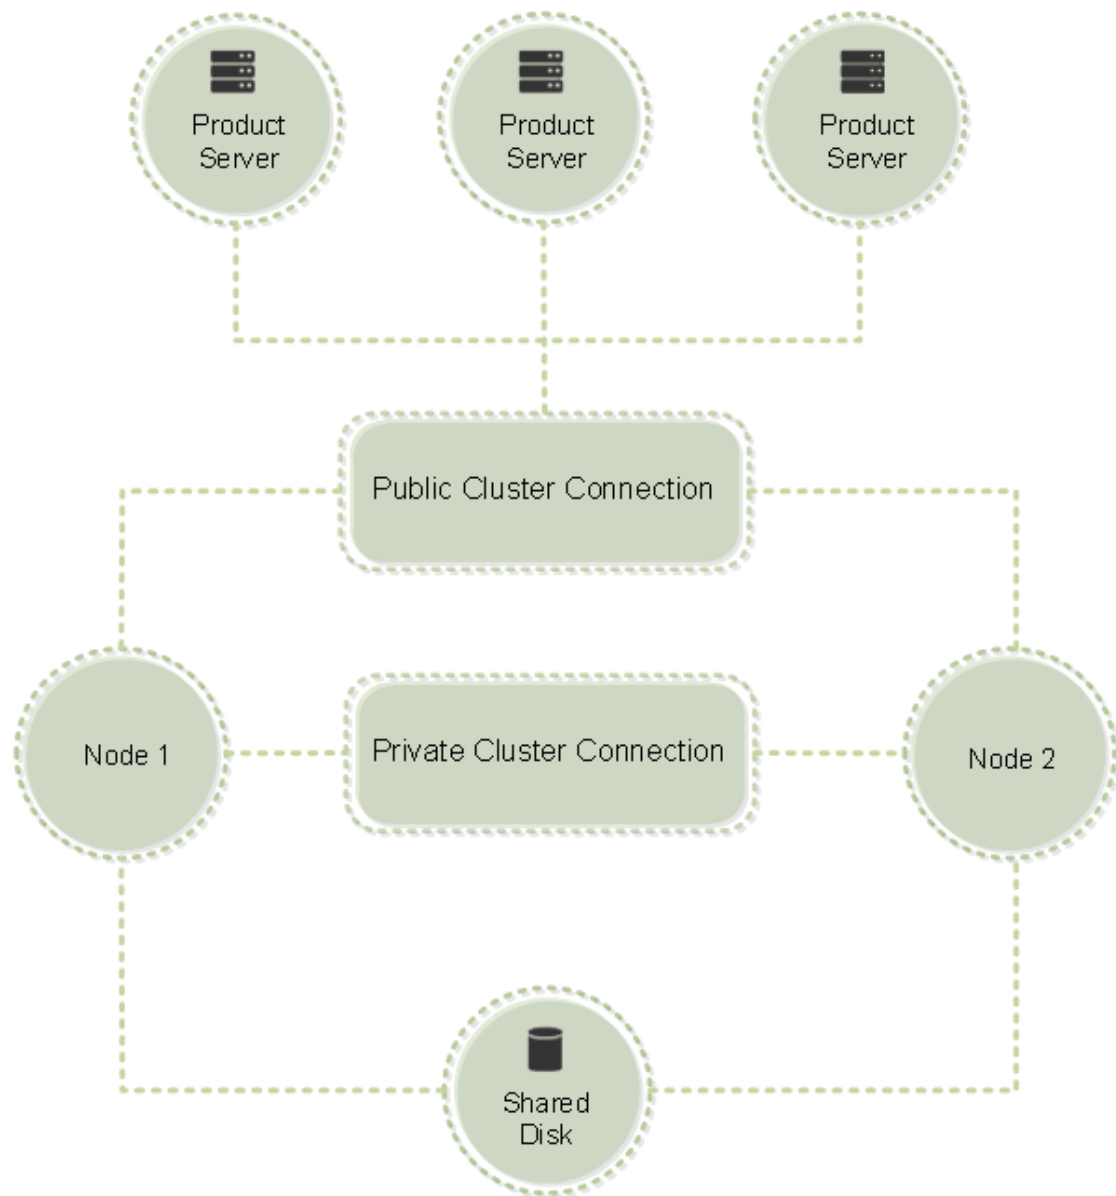 Product
Server
Product
Server
Product
Server
Public Cluster Connection
Node 1
Private Cluster Connection
Node 2
Shared
Disk